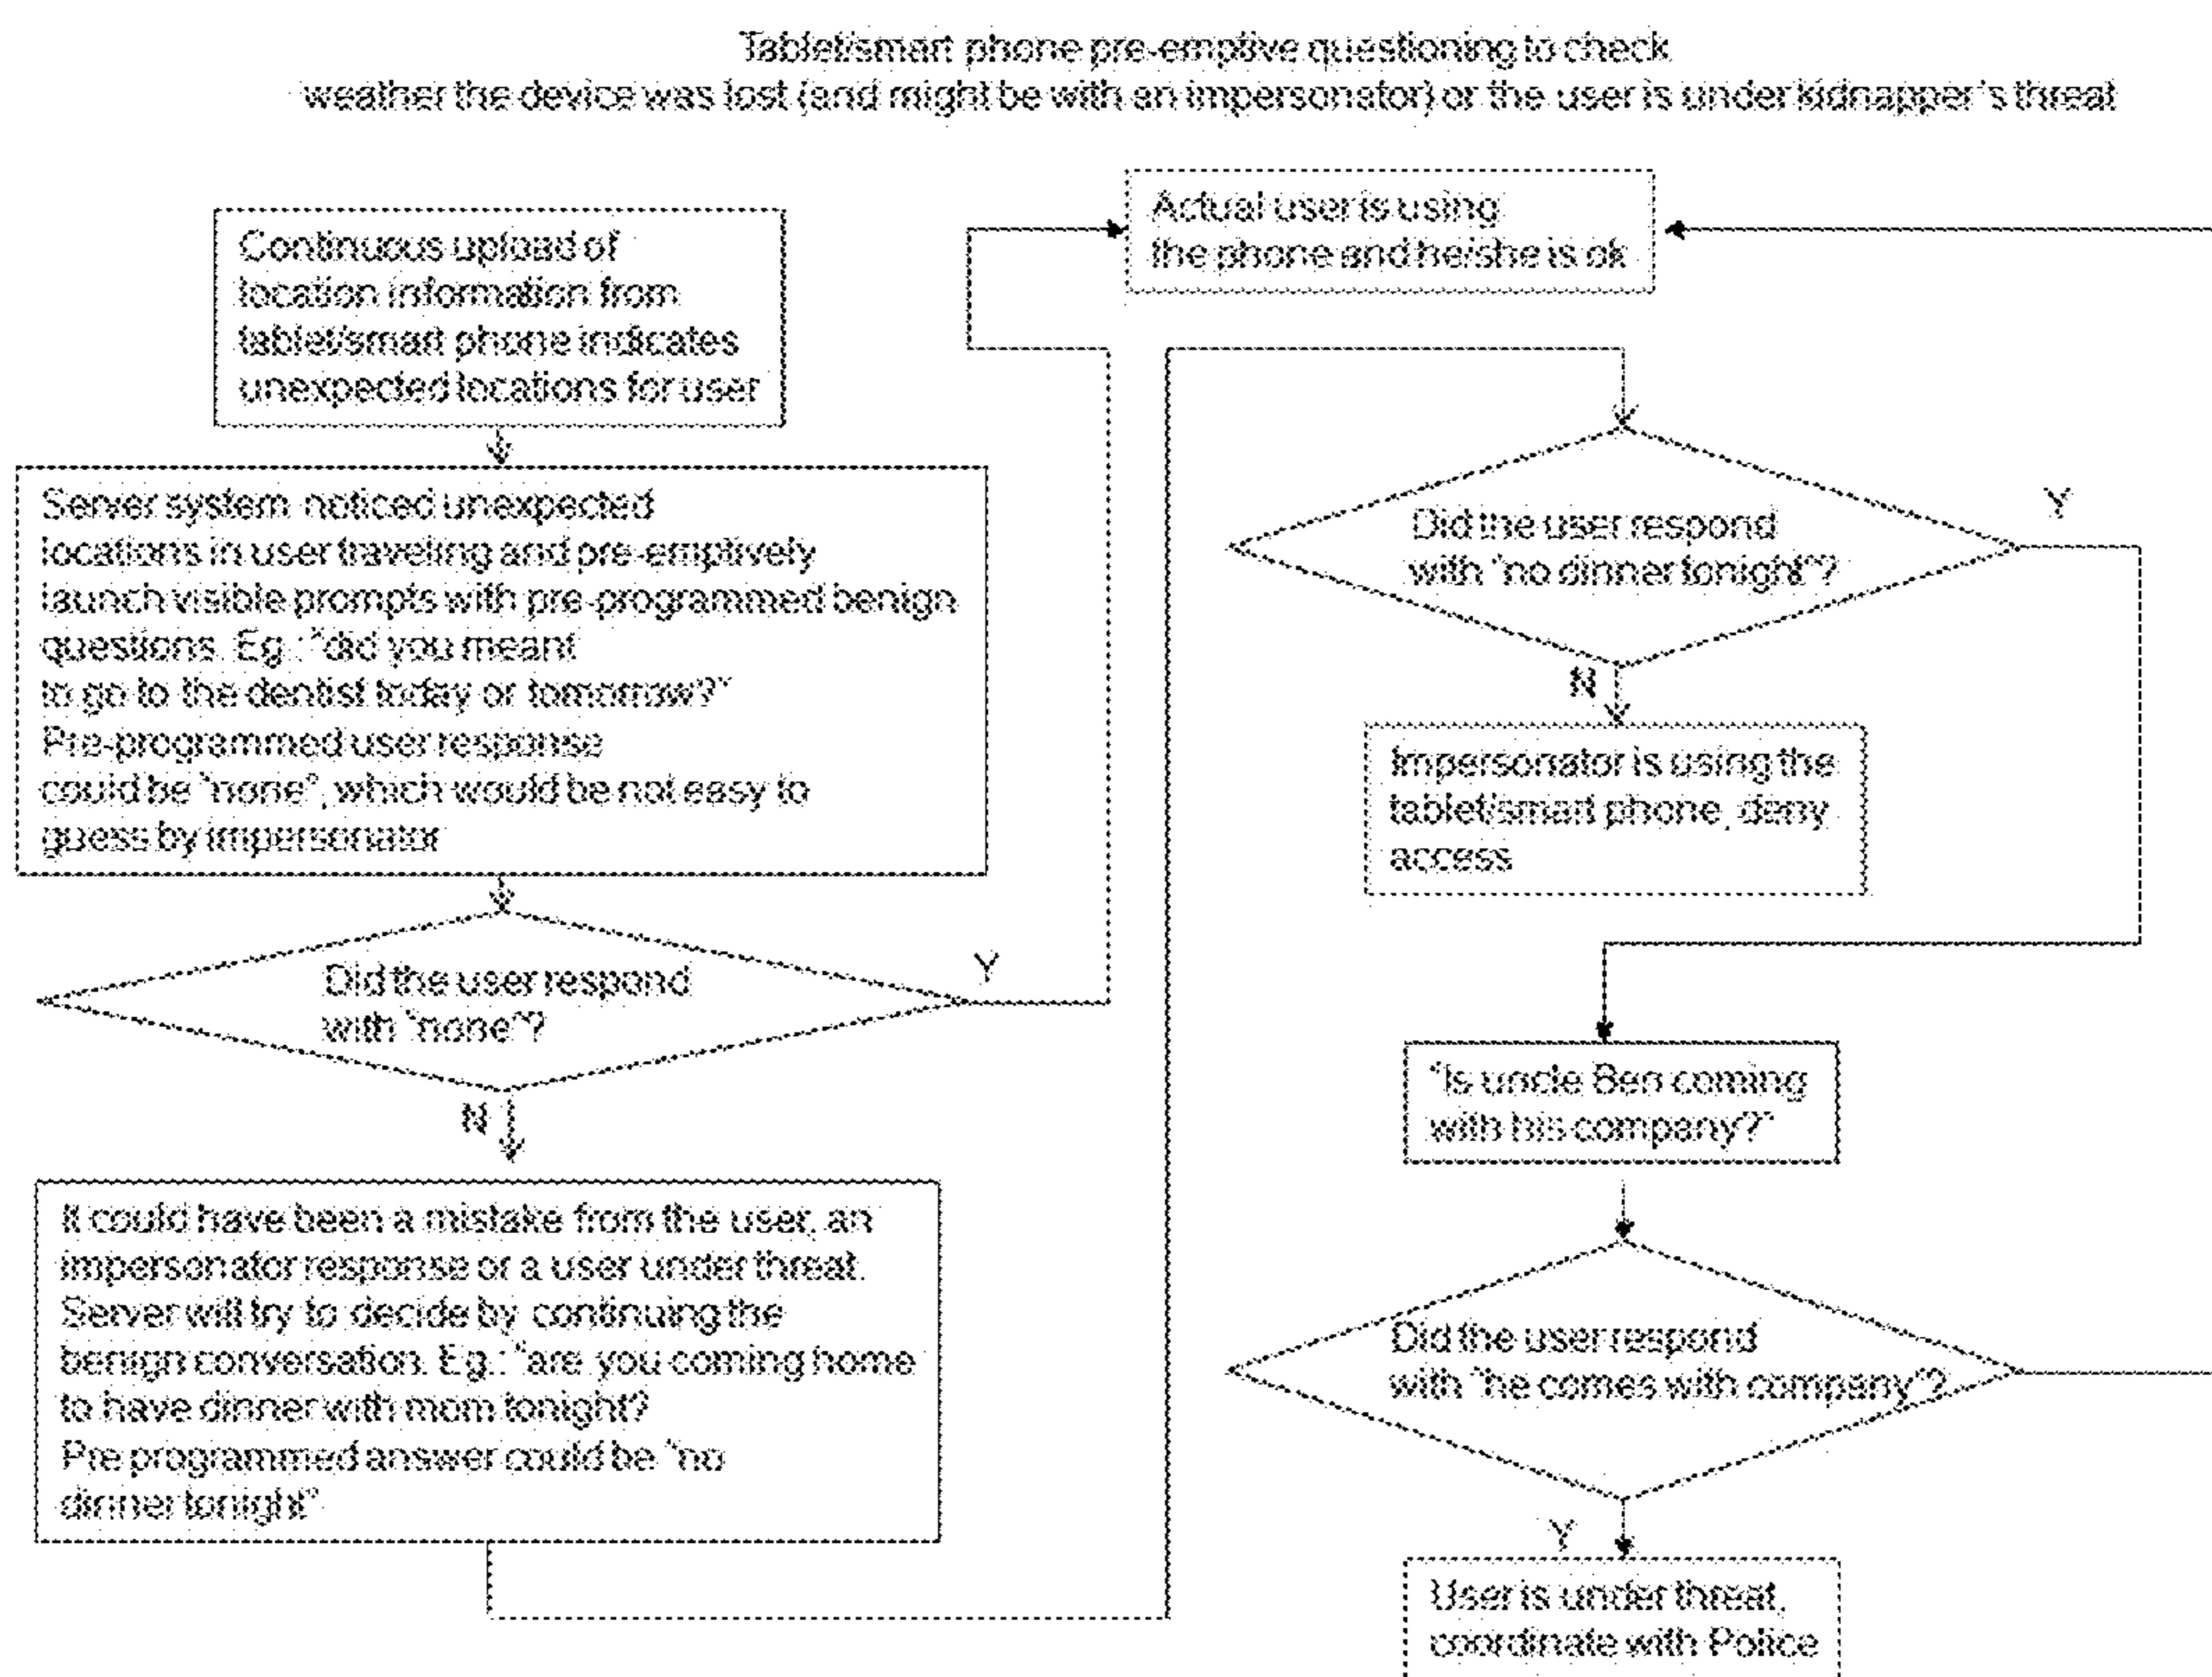 Tablet/smart phone pre-emptive questioning to check
weather the device was lost (and might be with an impersonator) or the user is under kidnapper's threat
Continuous upload of
location information from
tablet/smart phone indicates
unexpected locations for user
Server system noticed unexpected
locations in user traveling and pre-emptively
launch visible prompts with pre-programmed benign
questions. Eg.: "did you meant
to go to the dentist today or tomorrow?"
Pre-programmed user response
could be "none", which would be not easy to
guess by impersonator
Did the user respond
with "none"?
Y
N
It could have been a mistake from the user, an
impersonator response or a user under threat.
Server will try to decide by continuing the
benign conversation. Eg.: "are you coming home
to have dinner with mom tonight?
Pre programmed answer could be "no
dinner tonight"
Actual user is using
the phone and he/she is ok
Did the user respond
with "no dinner tonight"?
Y
N
Impersonator is using the
tablet/smart phone, deny
access
"Is uncle Ben coming
with his company?"
Did the user respond
with "he comes with company"?
Y
User is under threat,
coordinate with Police